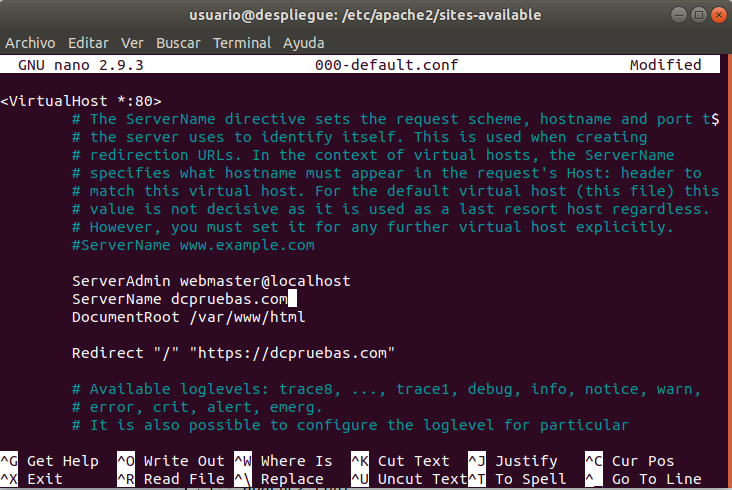 usuario@despliegue: /etc/apache2/sites-available
Archivo Editar Ver Buscar Terminal Ayuda
GNU nano 2.9.3 000-default.conf Modified
<VirtualHost *:80>
# The ServerName directive sets the request scheme, hostname and port t$
# the server uses to identify itself. This is used when creating
# redirection URLs. In the context of virtual hosts, the ServerName
# specifies what hostname must appear in the request's Host: header to
# match this virtual host. For the default virtual host (this file) this
# value is not decisive as it is used as a last resort host regardless.
# However, you must set it for any further virtual host explicitly.
#ServerName www.example.com
ServerAdmin webmaster@localhost
ServerName dcpruebas.com
DocumentRoot /var/www/html
Redirect "/" "https://dcpruebas.com"
# Available loglevels: trace8, ..., trace1, debug, info, notice, warn,
# error, crit, alert, emerg.
# It is also possible to configure the loglevel for particular
^G Get Help ^O Write Out ^W Where Is ^K Cut Text ^J Justify ^C Cur Pos
^X Exit ^R Read File ^\ Replace ^U Uncut Text ^T To Spell ^_ Go To Line